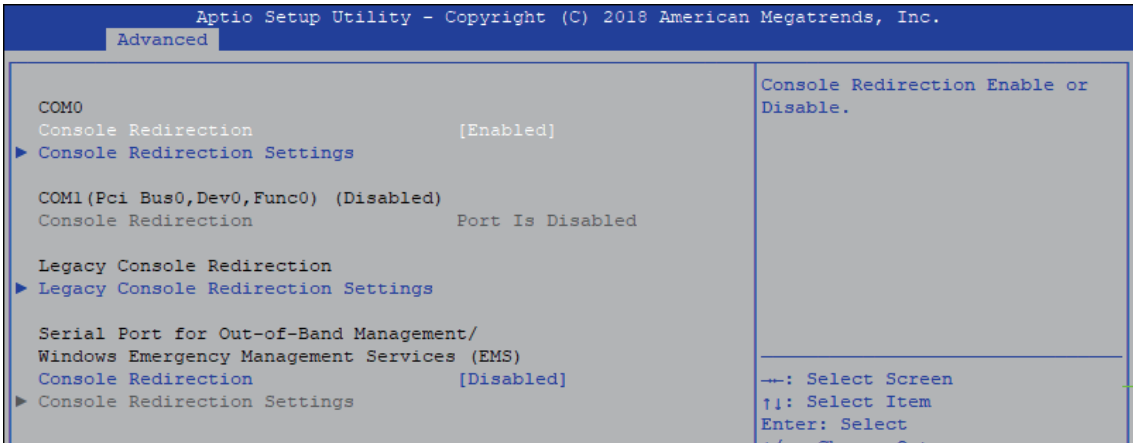 Aptio Setup Utility - Copyright (C) 2018 American Megatrends, Inc.
Advanced
COM0
Console Redirection [Enabled]
► Console Redirection Settings
COM1(Pci Bus0,Dev0,Func0) (Disabled)
Console Redirection Port Is Disabled
Legacy Console Redirection
► Legacy Console Redirection Settings
Serial Port for Out-of-Band Management/
Windows Emergency Management Services (EMS)
Console Redirection [Disabled]
► Console Redirection Settings
Console Redirection Enable or
Disable.
→←: Select Screen
↑↓: Select Item
Enter: Select